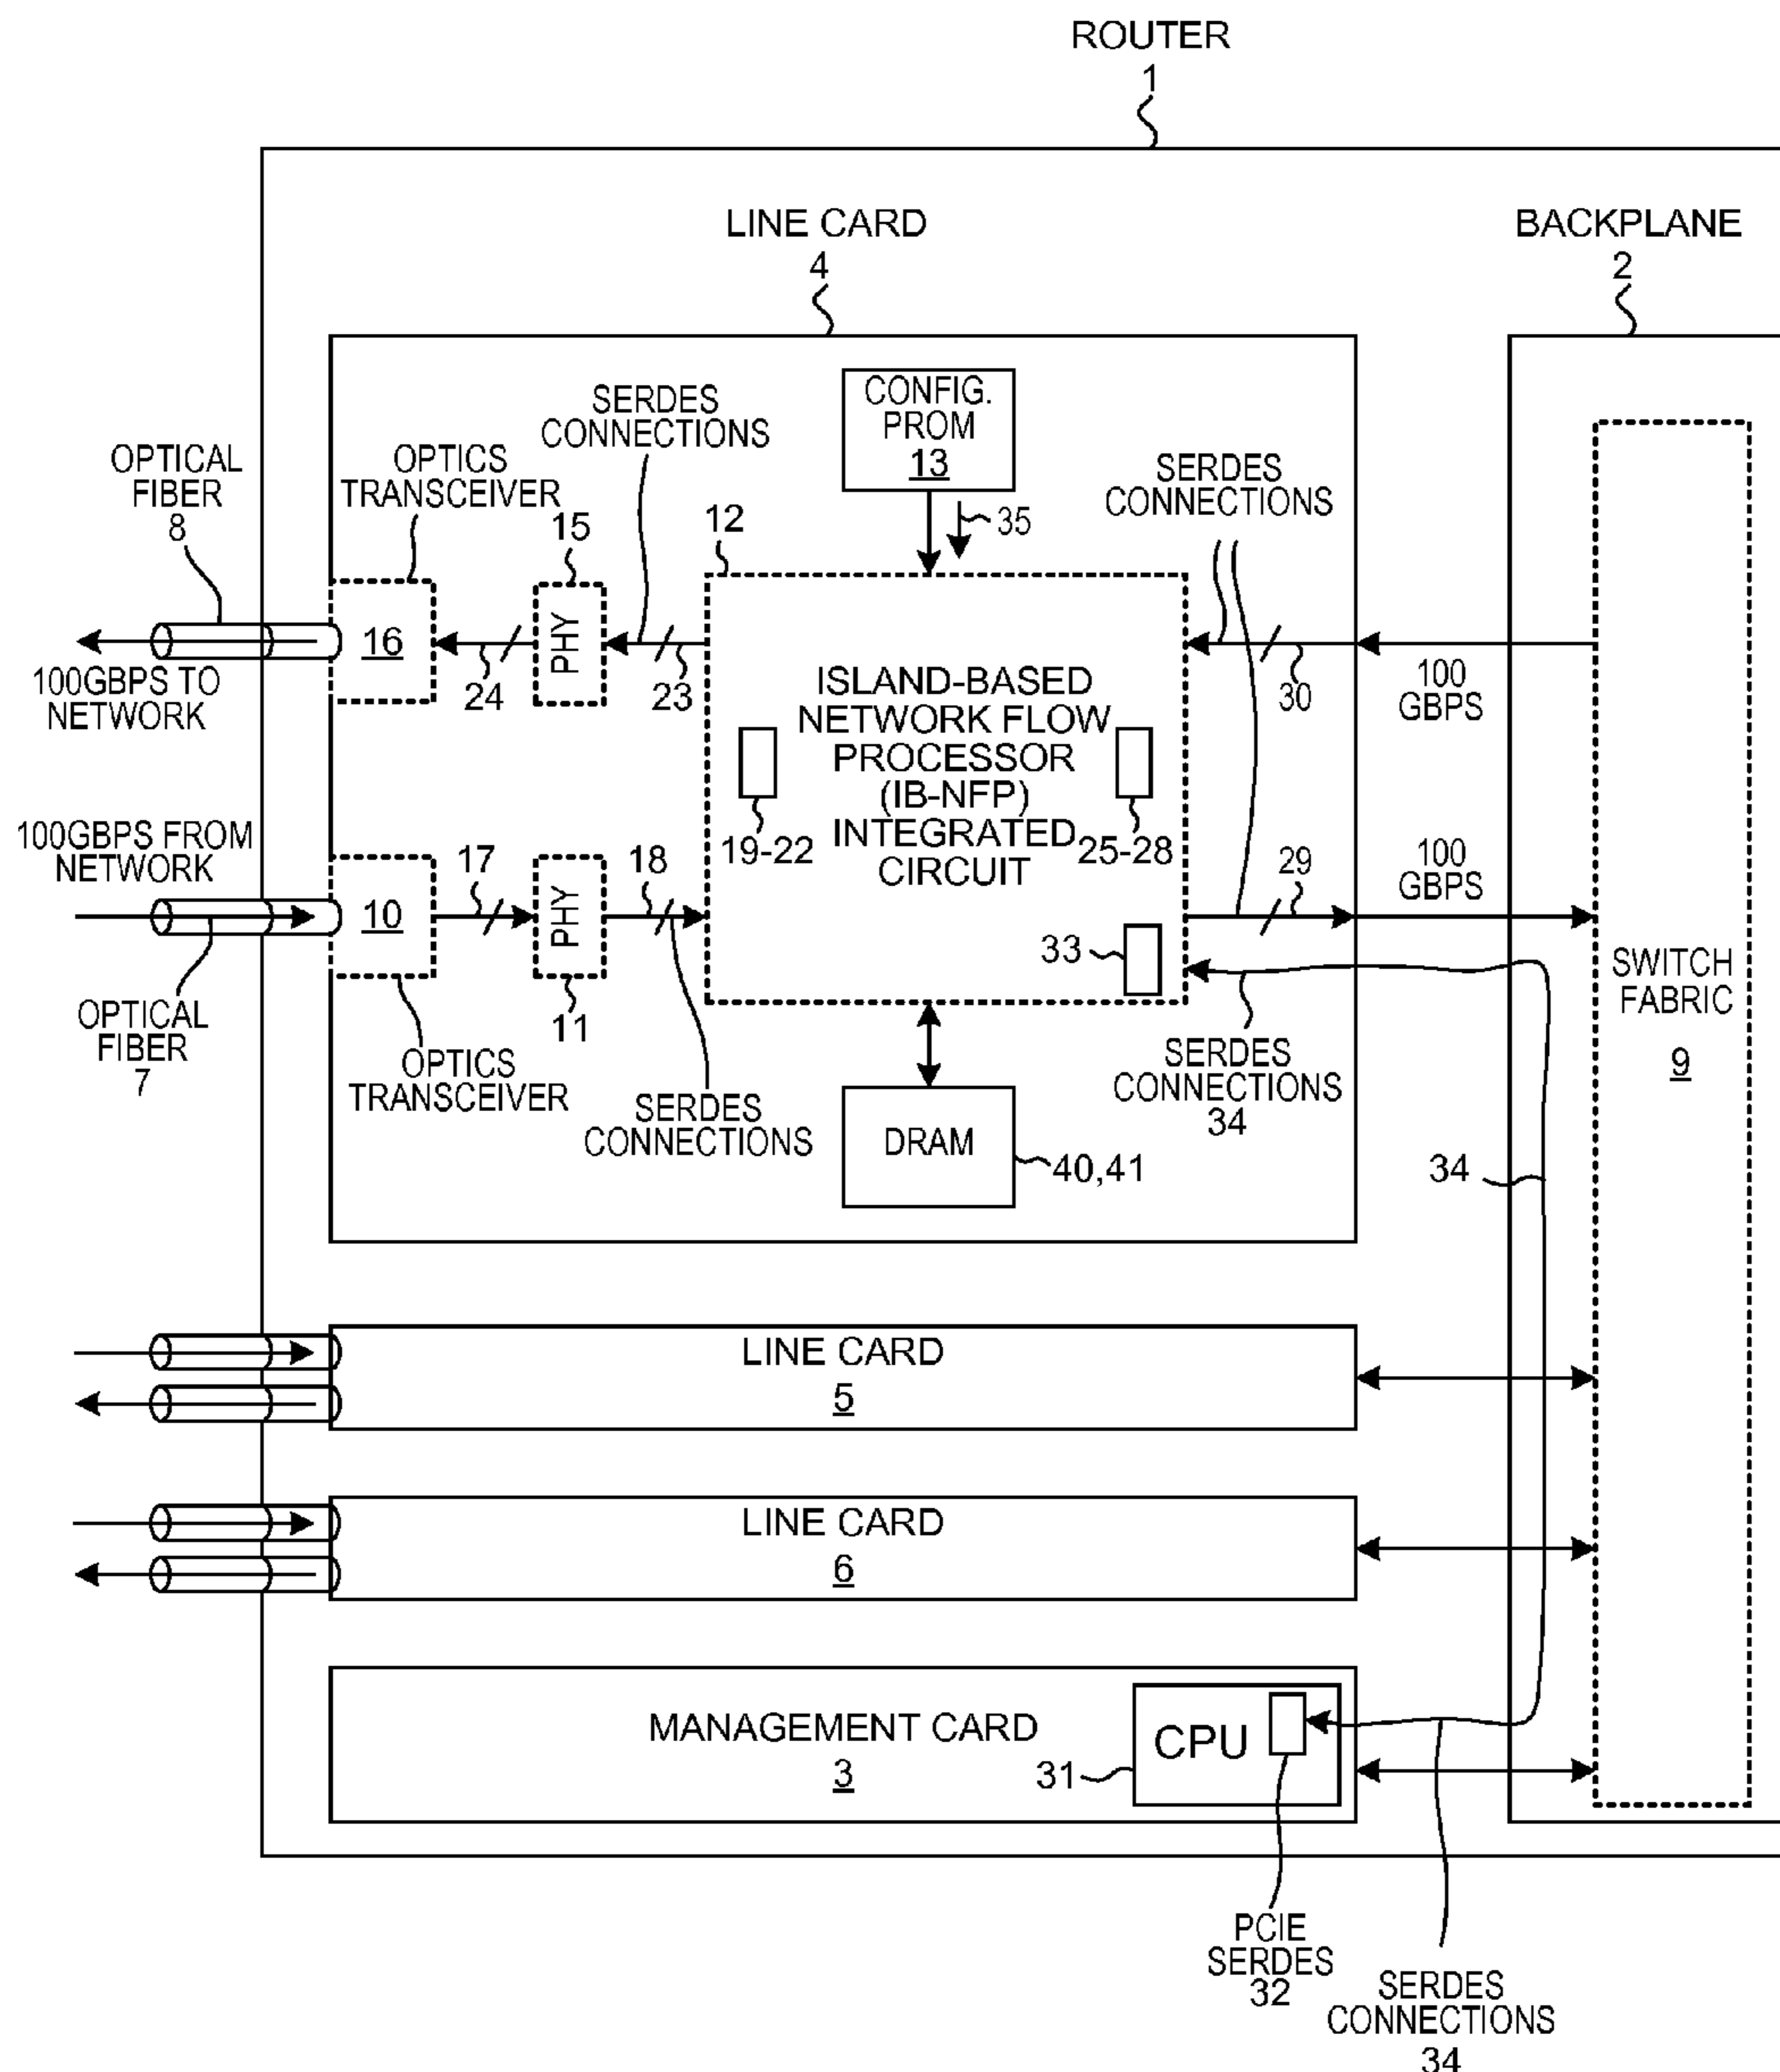 ROUTER
1
LINE CARD
4
BACKPLANE
2
SERDES
CONNECTIONS
CONFIG.
PROM
13
OPTICAL
FIBER
8
OPTICS
TRANSCEIVER
15
12
35
SERDES
CONNECTIONS
16
24
PHY
23
30
100
GBPS
100GBPS TO
NETWORK
ISLAND-BASED
NETWORK FLOW
PROCESSOR
(IB-NFP)
INTEGRATED
CIRCUIT
19-22
25-28
100GBPS FROM
NETWORK
17
18
29
100
GBPS
10
PHY
33
SWITCH
FABRIC
9
OPTICAL
FIBER
7
11
OPTICS
TRANSCEIVER
SERDES
CONNECTIONS
SERDES
CONNECTIONS
34
DRAM
40,41
34
LINE CARD
5
LINE CARD
6
MANAGEMENT CARD
3
31
CPU
PCIE
SERDES
32
SERDES
CONNECTIONS
34